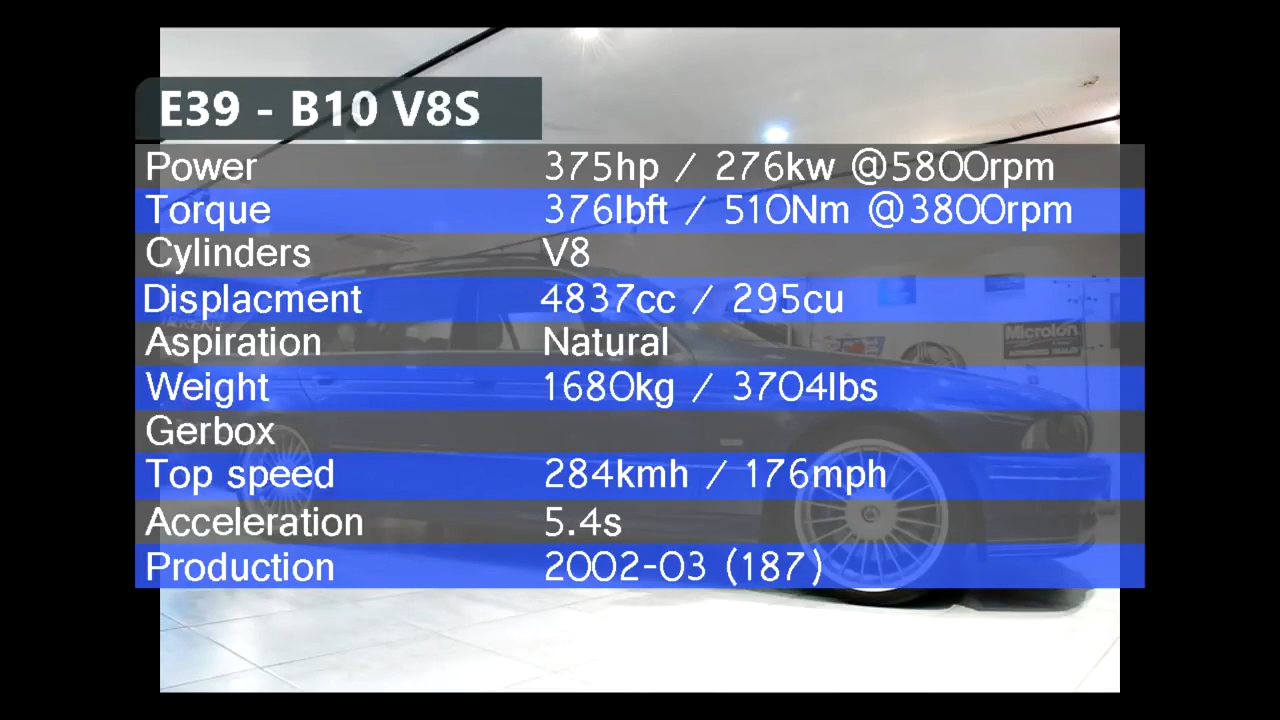 E39 - B10 V8S
Power 375hp / 276kw @5800rpm
Torque 376lbft / 510Nm @3800rpm
Cylinders V8
Displacment 4837cc / 295cu
Aspiration Natural
Weight 1680kg / 3704lbs
Gerbox
Top speed 284kmh / 176mph
Acceleration 5.4s
Production 2002-03 (187)
Microlon